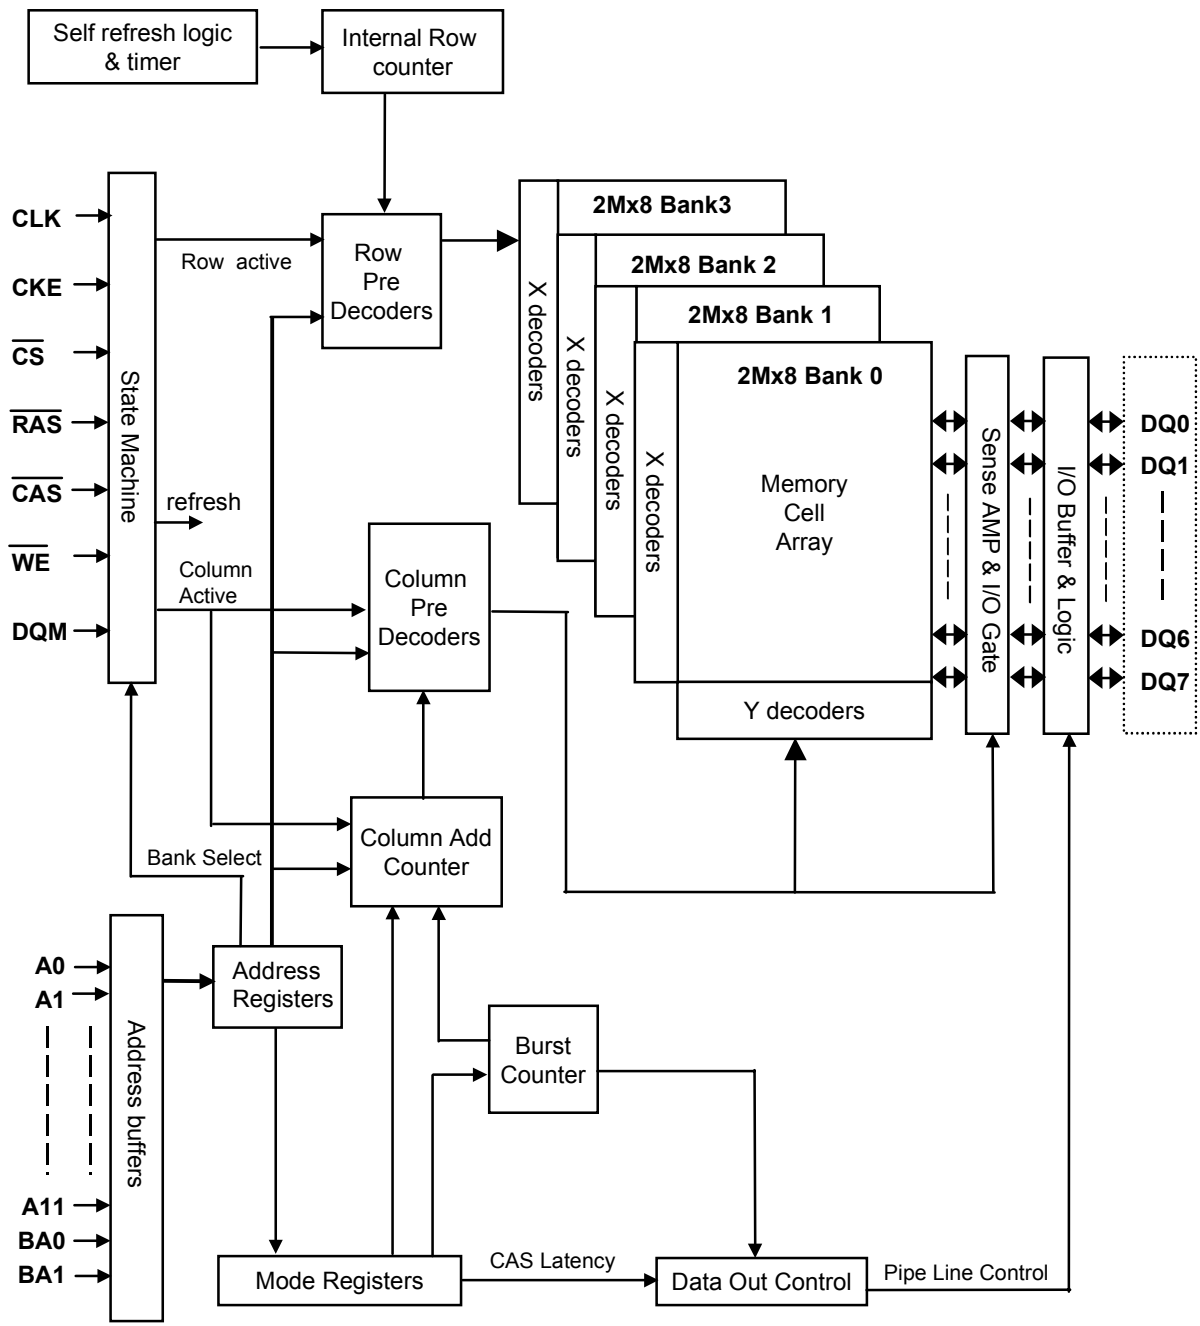 Self refresh logic
& timer
Internal Row
counter
CLK
CKE
CS
RAS
CAS
WE
DQM
State Machine
Row active
refresh
Column
Active
Row
Pre
Decoders
Column
Pre
Decoders
X decoders
X decoders
X decoders
X decoders
2Mx8 Bank3
2Mx8 Bank 2
2Mx8 Bank 1
2Mx8 Bank 0
Memory
Cell
Array
Y decoders
Sense AMP & I/O Gate
I/O Buffer & Logic
DQ0
DQ1
DQ6
DQ7
Bank Select
Column Add
Counter
A0
A1
A11
BA0
BA1
Address buffers
Address
Registers
Burst
Counter
Mode Registers
CAS Latency
Data Out Control
Pipe Line Control